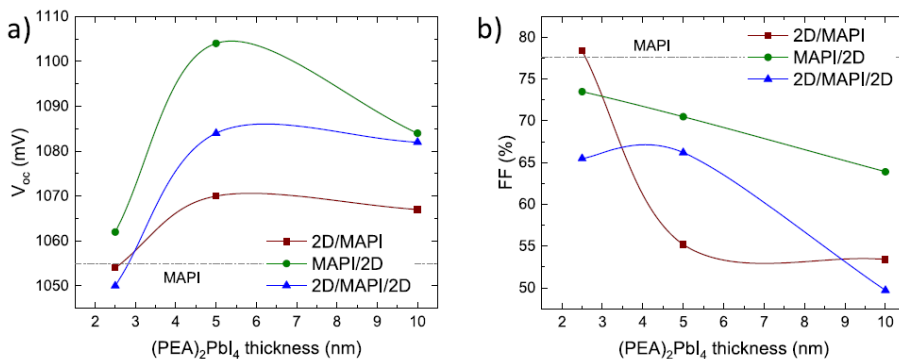 a)
1110
1100
1090
1080
1070
1060
1050
V_oc (mV)
MAPI
2D/MAPI
MAPI/2D
2D/MAPI/2D
2 3 4 5 6 7 8 9 10
(PEA)₂PbI₄ thickness (nm)
b)
80
75
70
65
60
55
50
FF (%)
MAPI
2D/MAPI
MAPI/2D
2D/MAPI/2D
2 3 4 5 6 7 8 9 10
(PEA)₂PbI₄ thickness (nm)